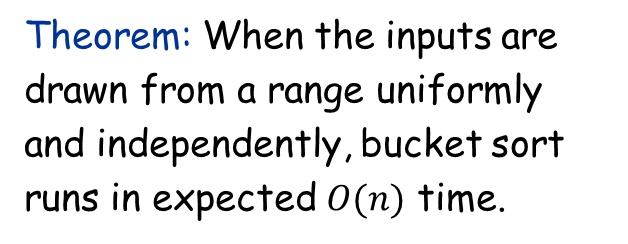 Theorem: When the inputs are
drawn from a range uniformly
and independently, bucket sort
runs in expected O(n) time.